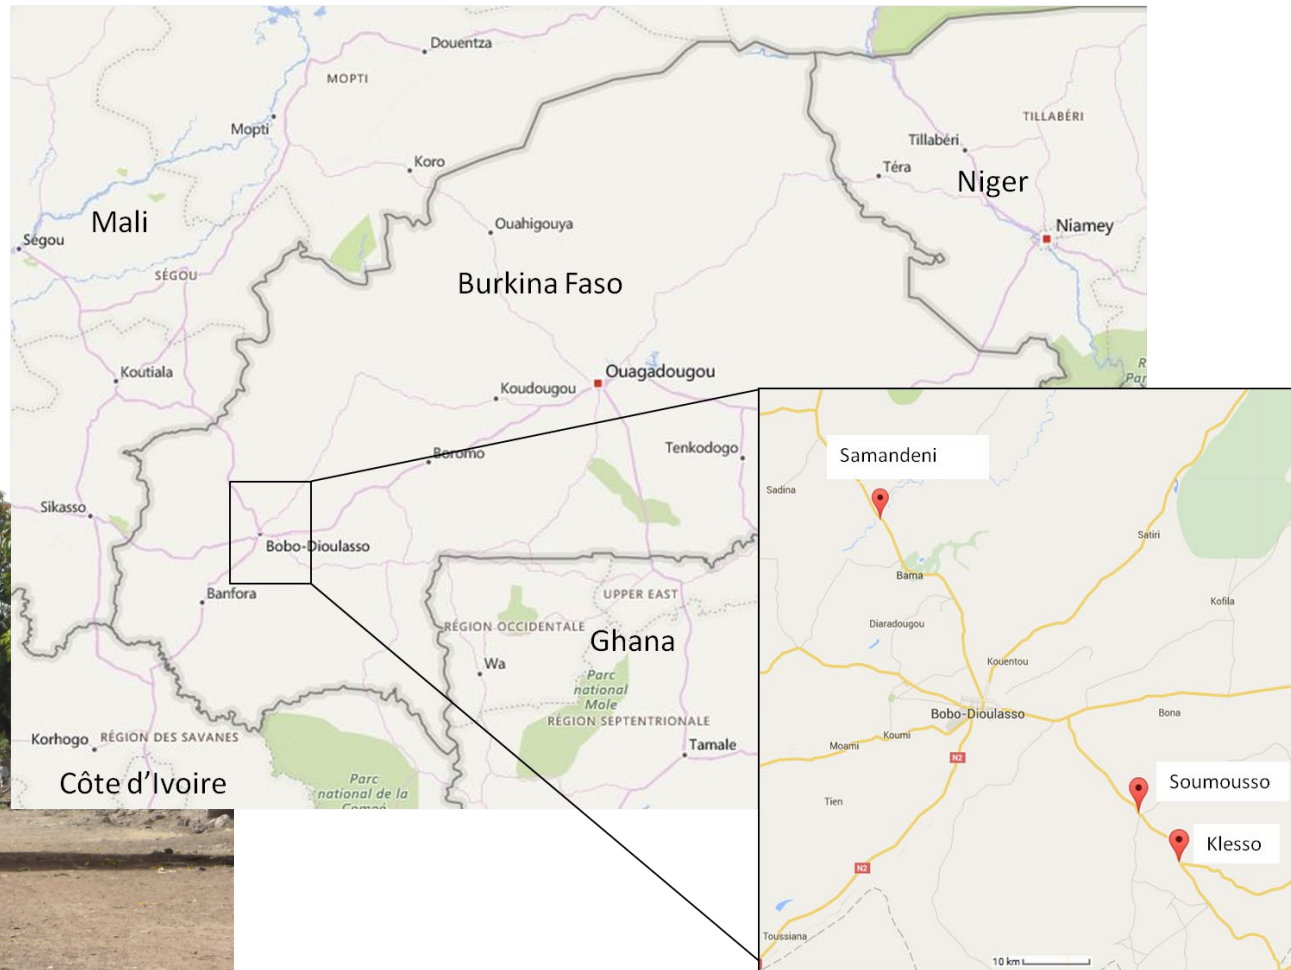 Douentza
MOPTI
Mopti
TILLABÉRI
Tillabéri
Koro
Téra
Niger
Mali
Ouahigouya
Niamey
Ségou
SÉGOU
Burkina Faso
Koutiala
Ouagadougou
Koudougou
Boromo
Tenkodogo
Sikasso
Bobo-Dioulasso
Banfora
UPPER EAST
RÉGION OCCIDENTALE
Ghana
Wa
Parc
national
Mole
RÉGION SEPTENTRIONALE
Korhogo
RÉGION DES SAVANES
Tamale
Côte d'Ivoire
Parc
national de la
Samandeni
Sadina
Satiri
Bama
Kofila
Diaradougou
Kouentou
Bobo-Dioulasso
Bona
Koumi
Moami
N2
Soumousso
Tien
Klesso
N2
Toussiana
10 km